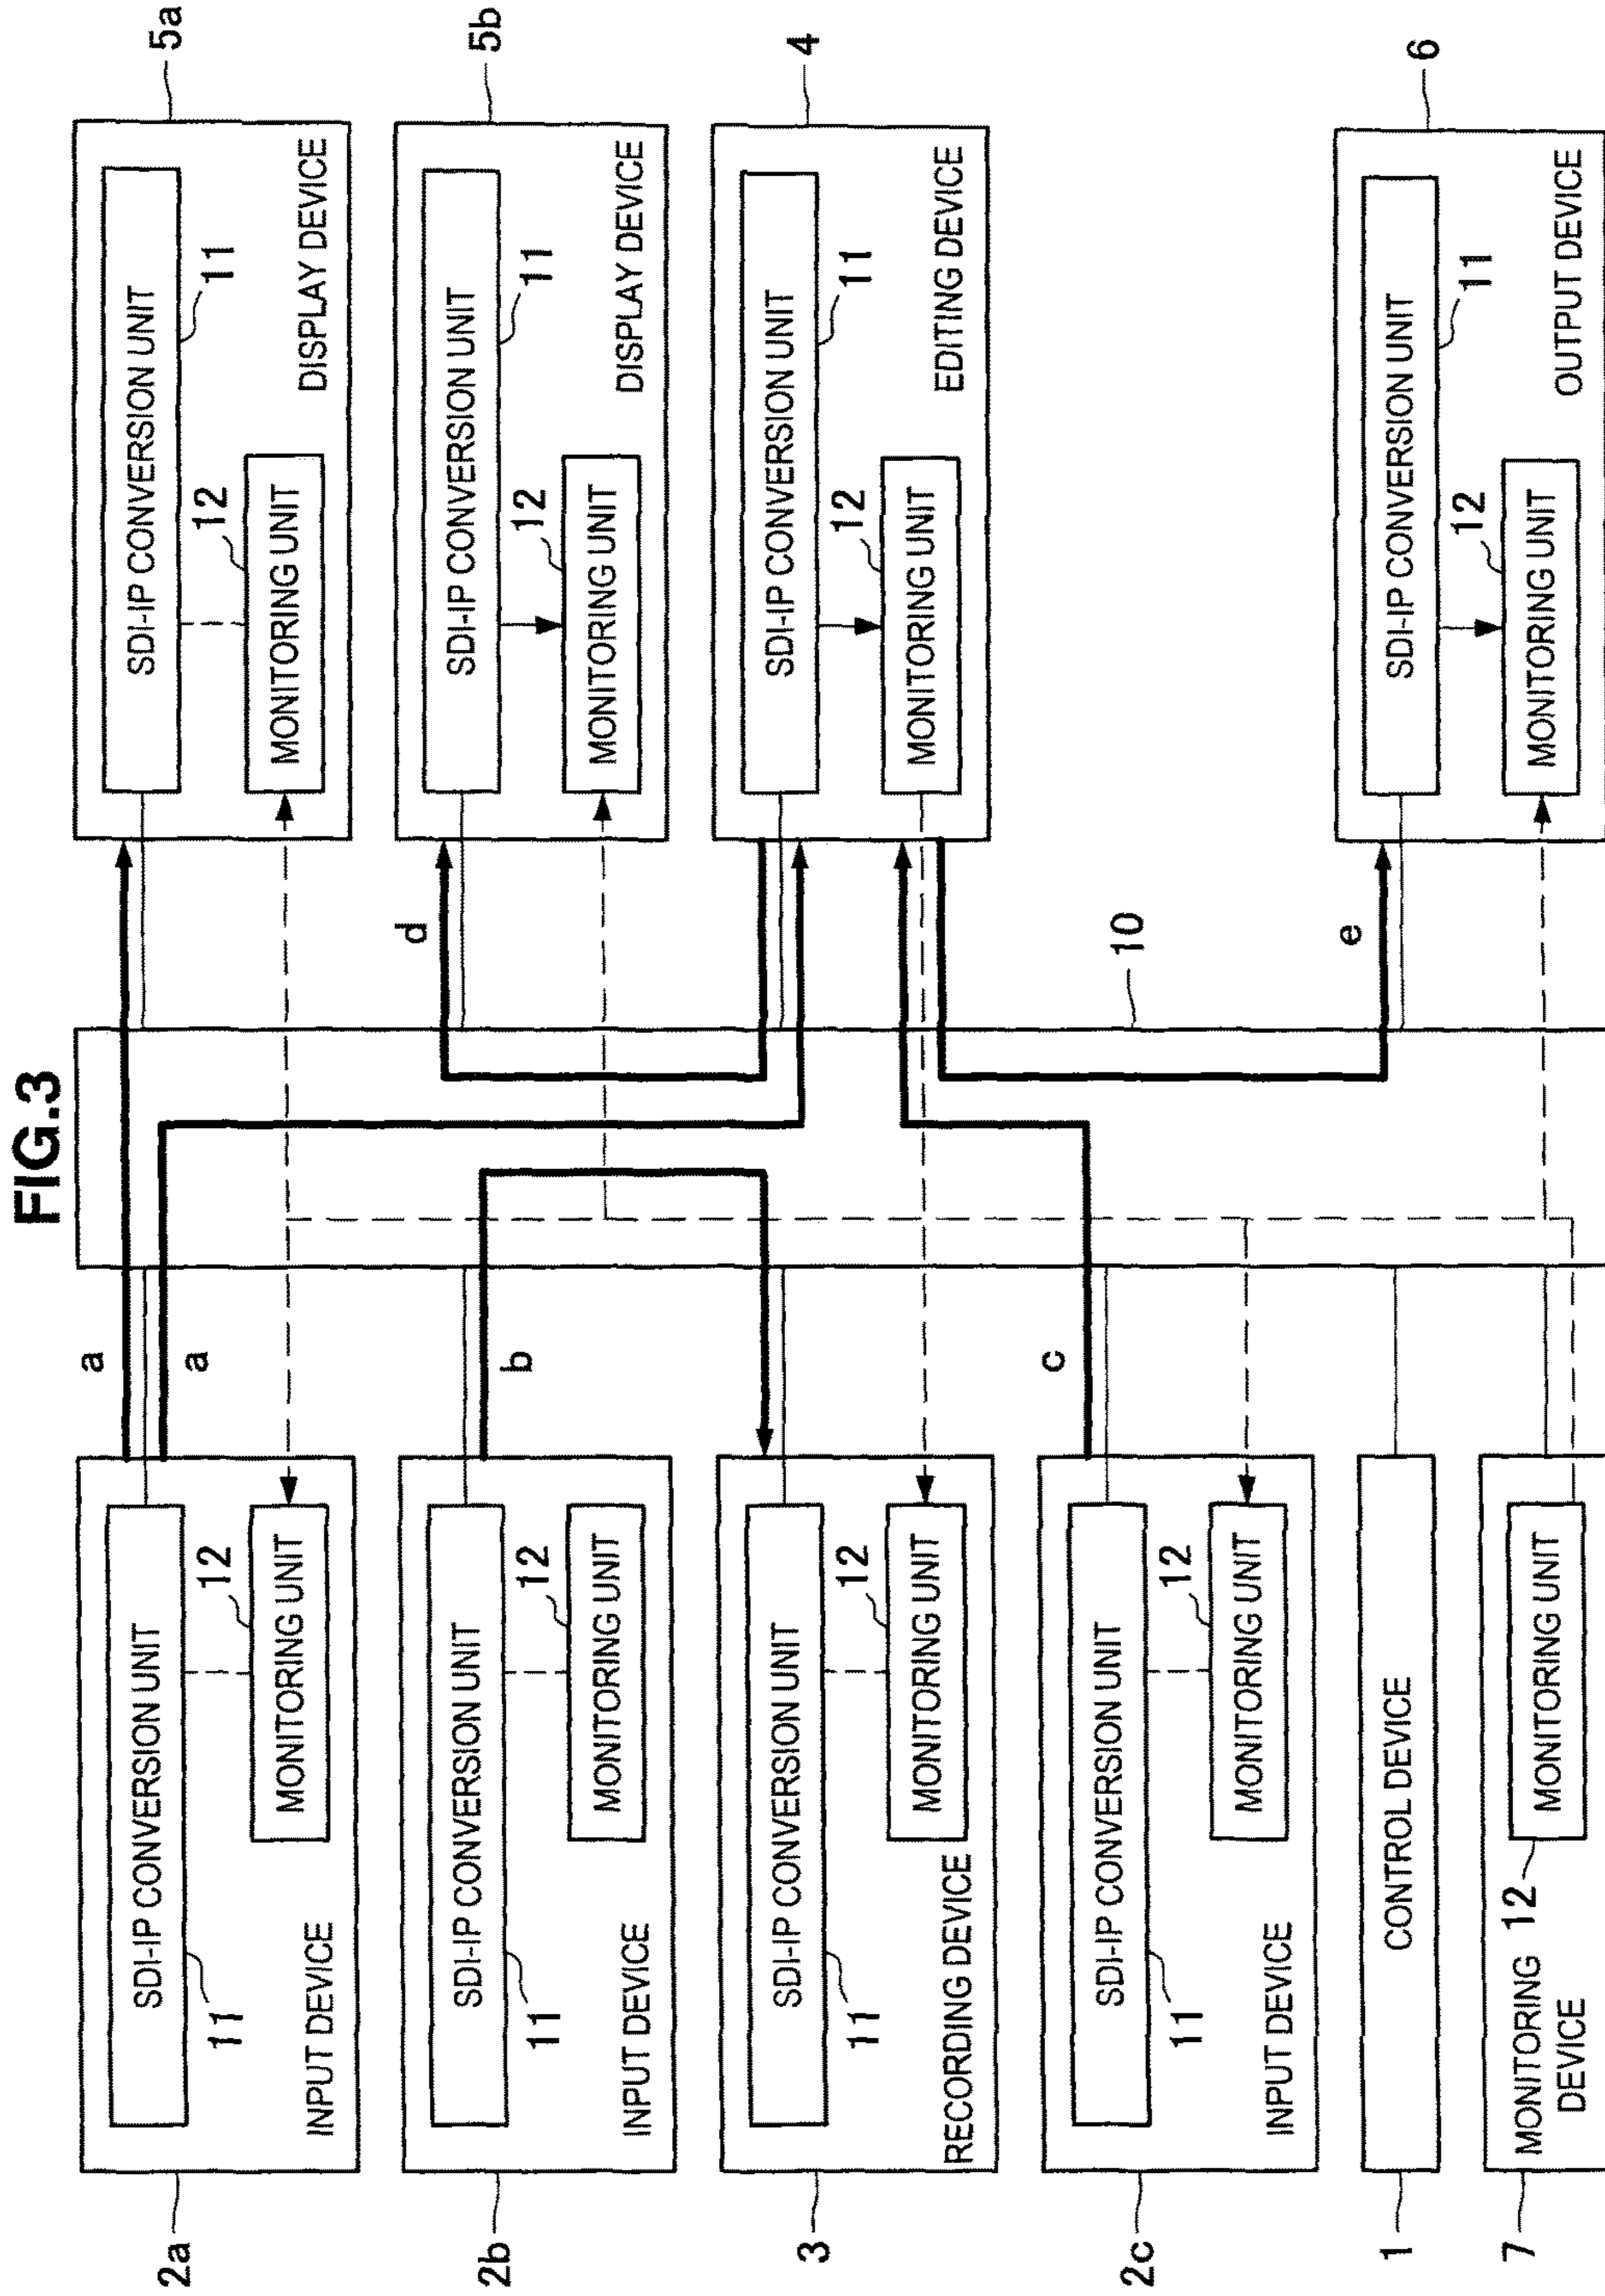 FIG.3
2a
SDI-IP CONVERSION UNIT
11
12
MONITORING UNIT
INPUT DEVICE
a
a
5a
SDI-IP CONVERSION UNIT
11
12
MONITORING UNIT
DISPLAY DEVICE
2b
SDI-IP CONVERSION UNIT
11
12
MONITORING UNIT
INPUT DEVICE
b
d
5b
SDI-IP CONVERSION UNIT
11
12
MONITORING UNIT
DISPLAY DEVICE
3
SDI-IP CONVERSION UNIT
11
12
MONITORING UNIT
RECORDING DEVICE
4
SDI-IP CONVERSION UNIT
11
12
MONITORING UNIT
EDITING DEVICE
2c
SDI-IP CONVERSION UNIT
11
12
MONITORING UNIT
INPUT DEVICE
c
10
1
CONTROL DEVICE
e
6
SDI-IP CONVERSION UNIT
11
12
MONITORING UNIT
OUTPUT DEVICE
7
MONITORING
DEVICE
12
MONITORING UNIT